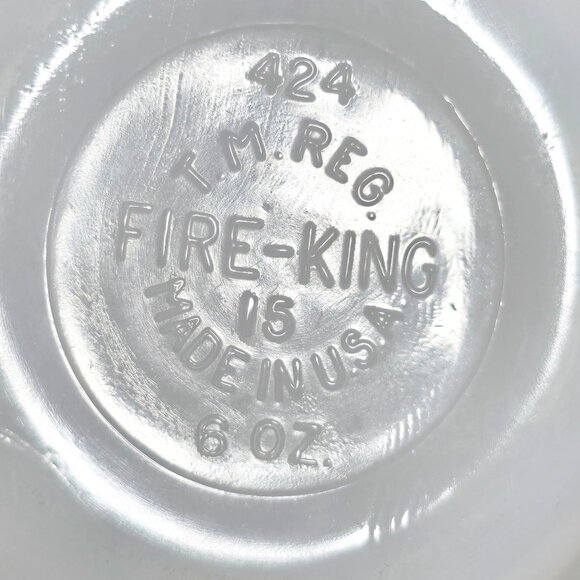 424
T.M. REG.
FIRE-KING
15
MADE IN U.S.A
6 OZ.